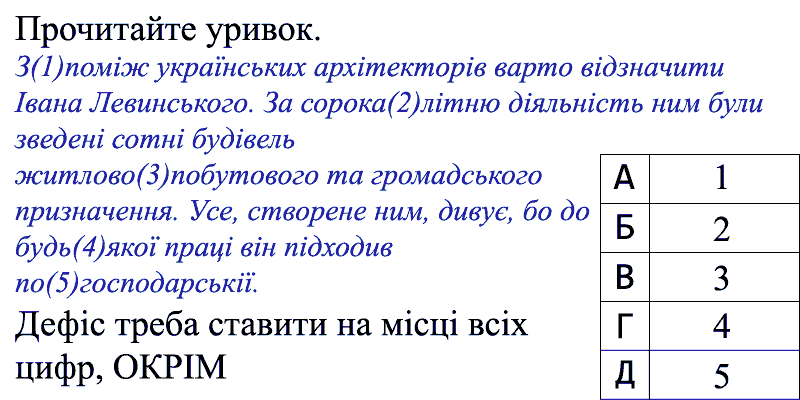 Прочитайте уривок.
З(1)поміж українських архітекторів варто відзначити
Івана Левинського. За сорока(2)літню діяльність ним були
зведені сотні будівель
житлово(3)побутового та громадського
призначення. Усе, створене ним, дивує, бо до
будь(4)якої праці він підходив
по(5)господарськії.
Дефіс треба ставити на місці всіх
цифр, ОКРІМ
А 1
Б 2
В 3
Г 4
Д 5